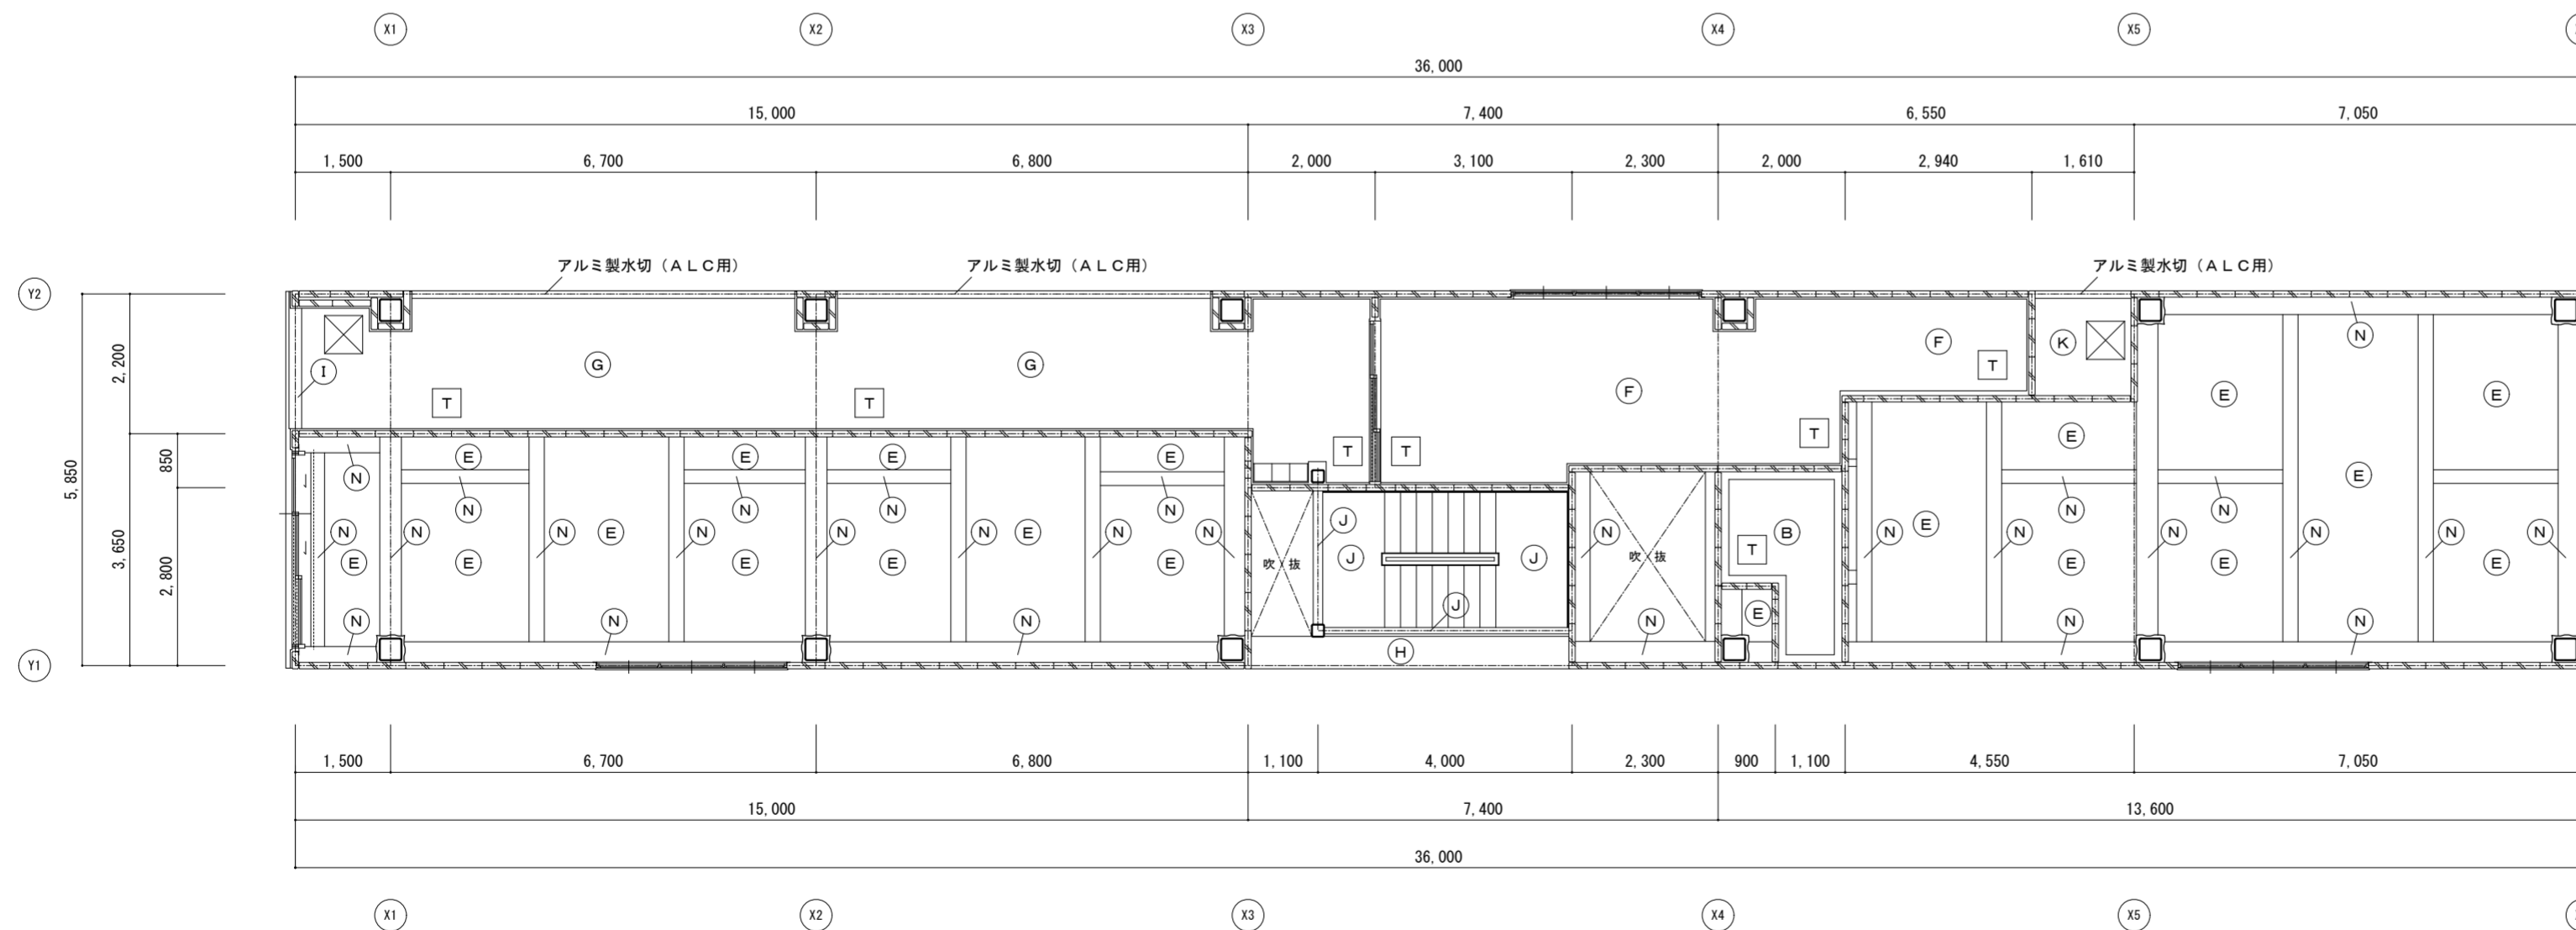 X1 X2 X3 X4 X5
36,000
15,000 7,400 6,550 7,050
1,500 6,700 6,800 2,000 3,100 2,300 2,000 2,940 1,610
アルミ製水切（ＡＬＣ用） アルミ製水切（ＡＬＣ用） アルミ製水切（ＡＬＣ用）
Y2
2,200
5,850
850
3,650
2,800
Y1
I G T G T
F F T K N
T T T
E E
N E E E E E E
N N N N N N N
N N N E N N N E N N N
E E E E E
J J J
吹 抜
N 吹 抜
B T
E N E N N N N N
E E E E
N N N J H N E N N
1,500 6,700 6,800 1,100 4,000 2,300 900 1,100 4,550 7,050
15,000 7,400 13,600
36,000
X1 X2 X3 X4 X5